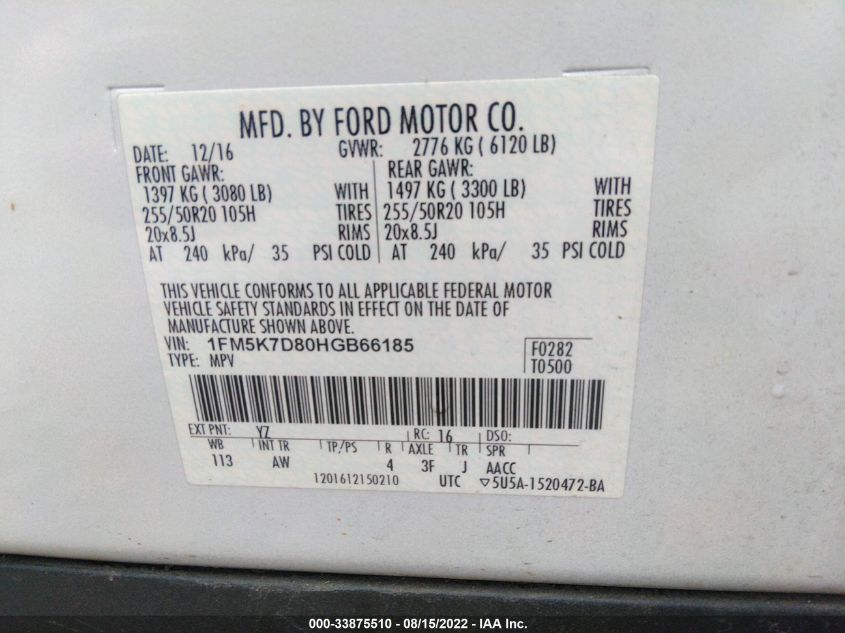 MFD. BY FORD MOTOR CO.
DATE: 12/16 GVWR: 2776 KG ( 6120 LB)
FRONT GAWR: REAR GAWR:
1397 KG ( 3080 LB) WITH 1497 KG ( 3300 LB) WITH
255/50R20 105H TIRES 255/50R20 105H TIRES
20x8.5J RIMS 20x8.5J RIMS
AT 240 kPa/ 35 PSI COLD AT 240 kPa/ 35 PSI COLD
THIS VEHICLE CONFORMS TO ALL APPLICABLE FEDERAL MOTOR
VEHICLE SAFETY STANDARDS IN EFFECT ON THE DATE OF
MANUFACTURE SHOWN ABOVE.
VIN: 1FM5K7D80HGB66185 F0282
TYPE: MPV T0500
EXT PNT: YZ RC: 16 DSO:
WB INT TR TP/PS R AXLE TR SPR
113 AW 4 3F J AACC
1201612150210 UTC ▽5U5A-1520472-BA
000-33875510 - 08/15/2022 - IAA Inc.